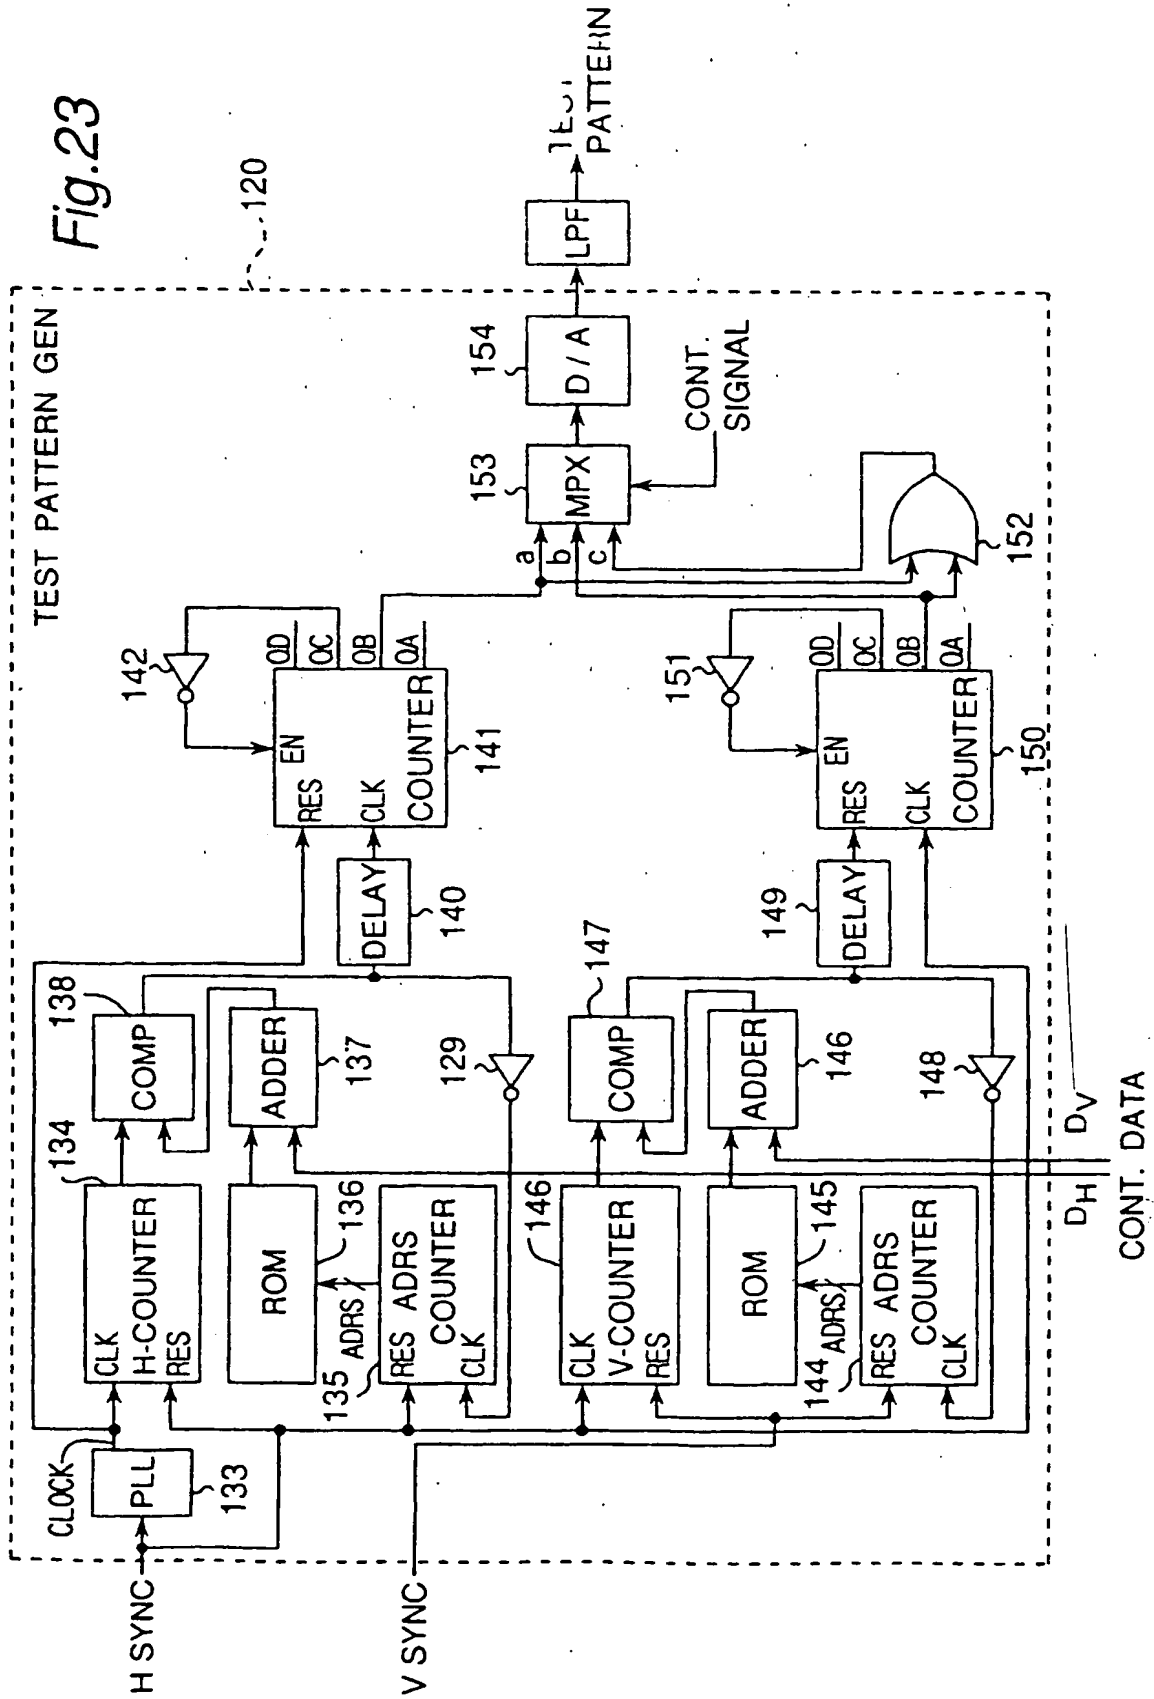 Fig.23
TEST PATTERN GEN
120
H SYNC
V SYNC
CLOCK
PLL
133
CLK
H-COUNTER
RES
134
COMP
138
ADDER
137
ROM
136
ADRS
135
RES ADRS
COUNTER
CLK
129
DELAY
140
RES
EN
CLK
COUNTER
141
142
QD
QC
QB
QA
CLK
V-COUNTER
RES
146
COMP
147
ADDER
146
ROM
145
ADRS
144
RES ADRS
COUNTER
CLK
148
DELAY
149
RES
EN
CLK
COUNTER
150
151
QD
QC
QB
QA
152
a
b
c
MPX
153
CONT.
SIGNAL
D/A
154
LPF
TEST
PATTERN
DH
DV
CONT. DATA